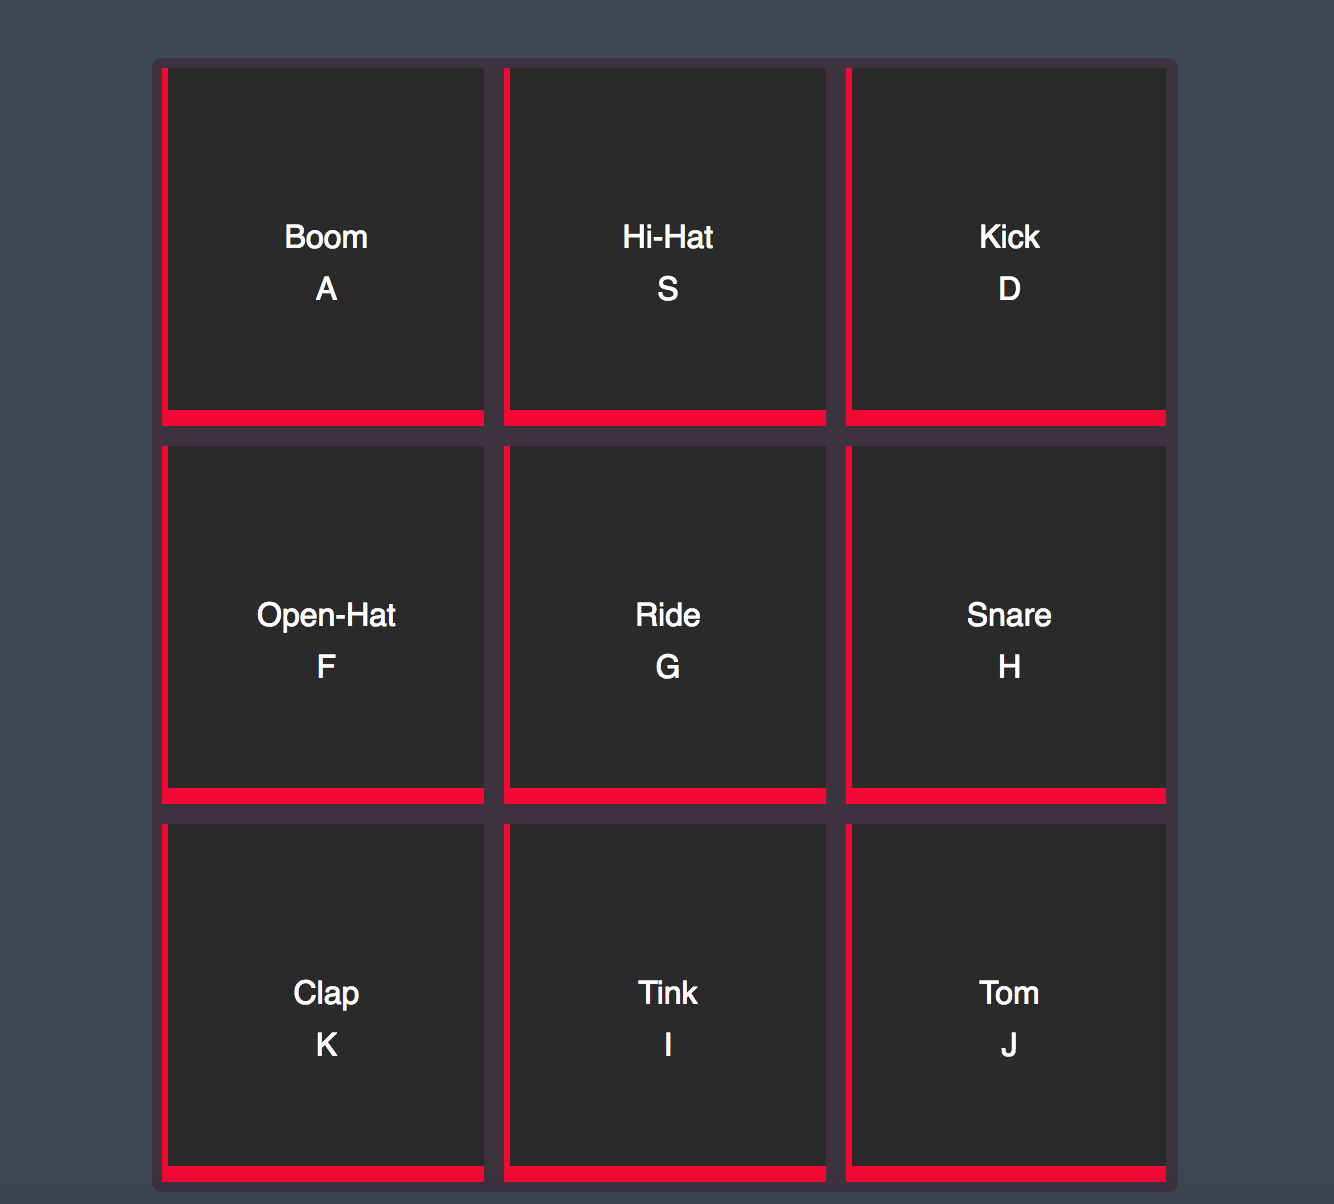 Boom
A
Hi-Hat
S
Kick
D
Open-Hat
F
Ride
G
Snare
H
Clap
K
Tink
I
Tom
J